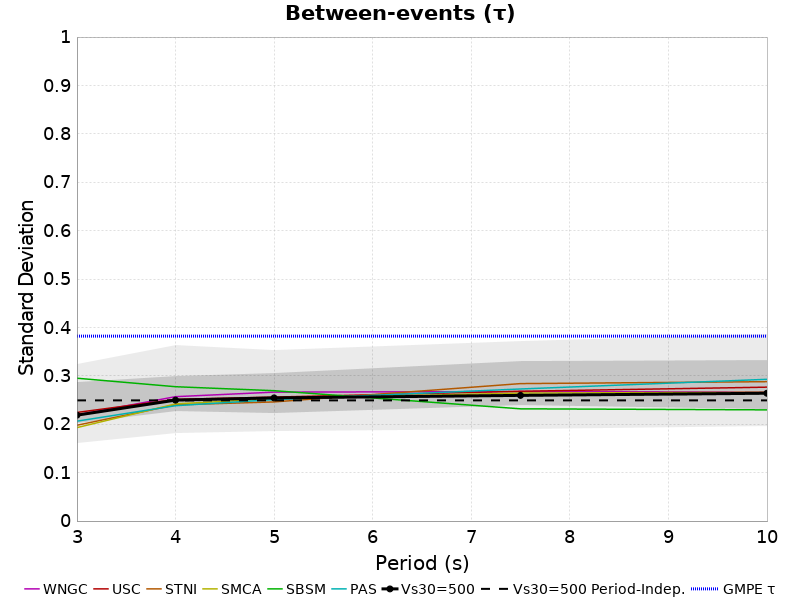 Between-events (τ)
1
0.9
0.8
0.7
0.6
0.5
0.4
0.3
0.2
0.1
0
Standard Deviation
3 4 5 6 7 8 9 10
Period (s)
WNGC USC STNI SMCA SBSM PAS Vs30=500 Vs30=500 Period-Indep. GMPE τ